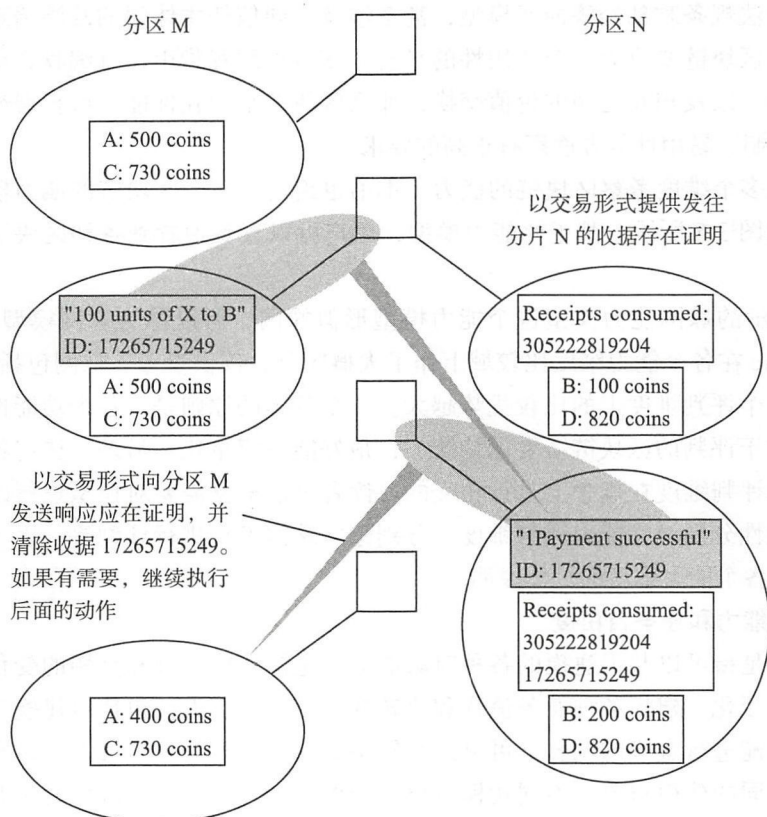 分区 M
分区 N
A: 500 coins
C: 730 coins
以交易形式提供发往
分片 N 的收据存在证明
"100 units of X to B"
ID: 17265715249
A: 500 coins
C: 730 coins
Receipts consumed:
305222819204
B: 100 coins
D: 820 coins
以交易形式向分区 M
发送响应应在证明，并
清除收据 17265715249。
如果有需要，继续执行
后面的动作
"1Payment successful"
ID: 17265715249
Receipts consumed:
305222819204
17265715249
B: 200 coins
D: 820 coins
A: 400 coins
C: 730 coins